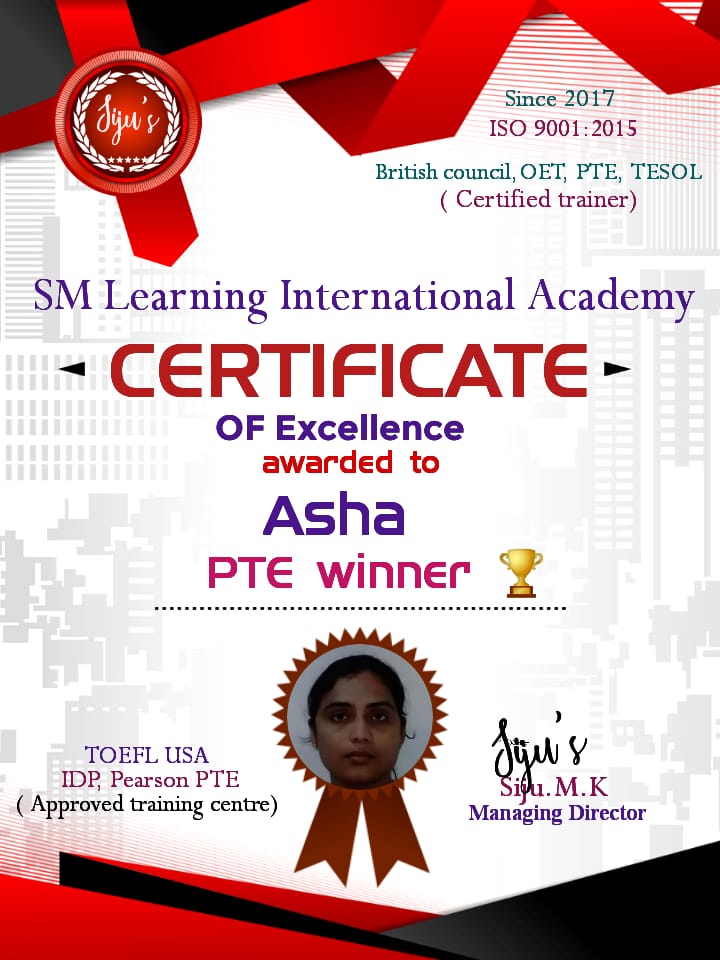 Siju's
Since 2017
ISO 9001:2015
British council, OET, PTE, TESOL
( Certified trainer)
SM Learning International Academy
CERTIFICATE
OF Excellence
awarded to
Asha
PTE winner
TOEFL USA
IDP, Pearson PTE
( Approved training centre)
Siju's
Siju.M.K
Managing Director